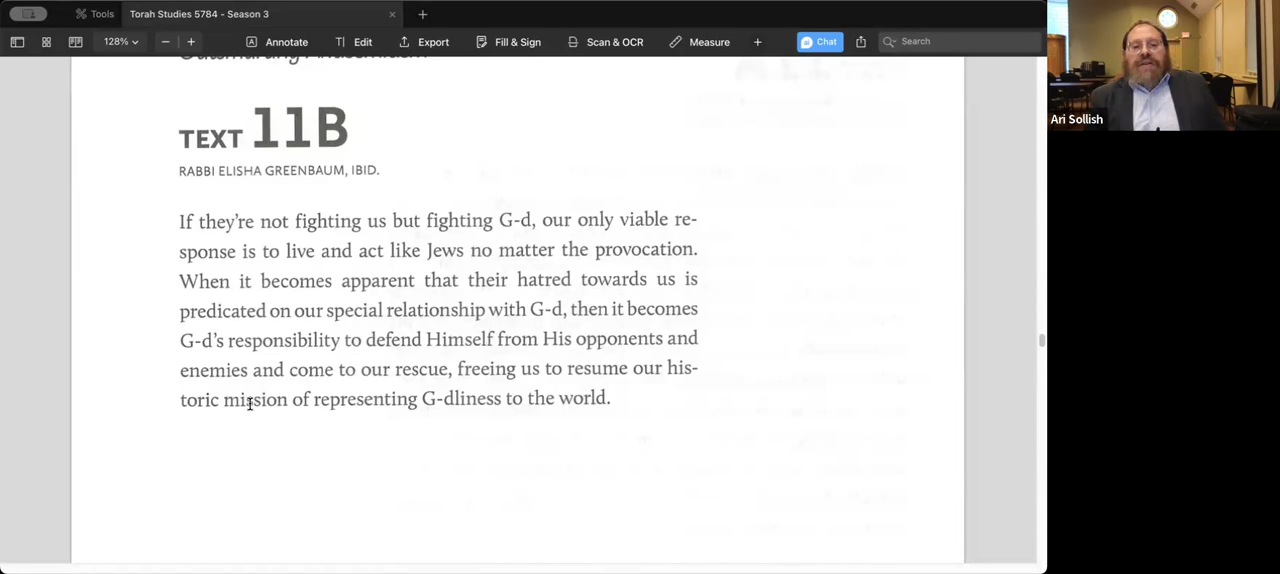 Tools
Torah Studies 5784 - Season 3
128%
Annotate
Edit
Export
Fill & Sign
Scan & OCR
Measure
Chat
Search
Ari Sollish
TEXT 11B
RABBI ELISHA GREENBAUM, IBID.
If they’re not fighting us but fighting G-d, our only viable re-
sponse is to live and act like Jews no matter the provocation.
When it becomes apparent that their hatred towards us is
predicated on our special relationship with G-d, then it becomes
G-d’s responsibility to defend Himself from His opponents and
enemies and come to our rescue, freeing us to resume our his-
toric mission of representing G-dliness to the world.